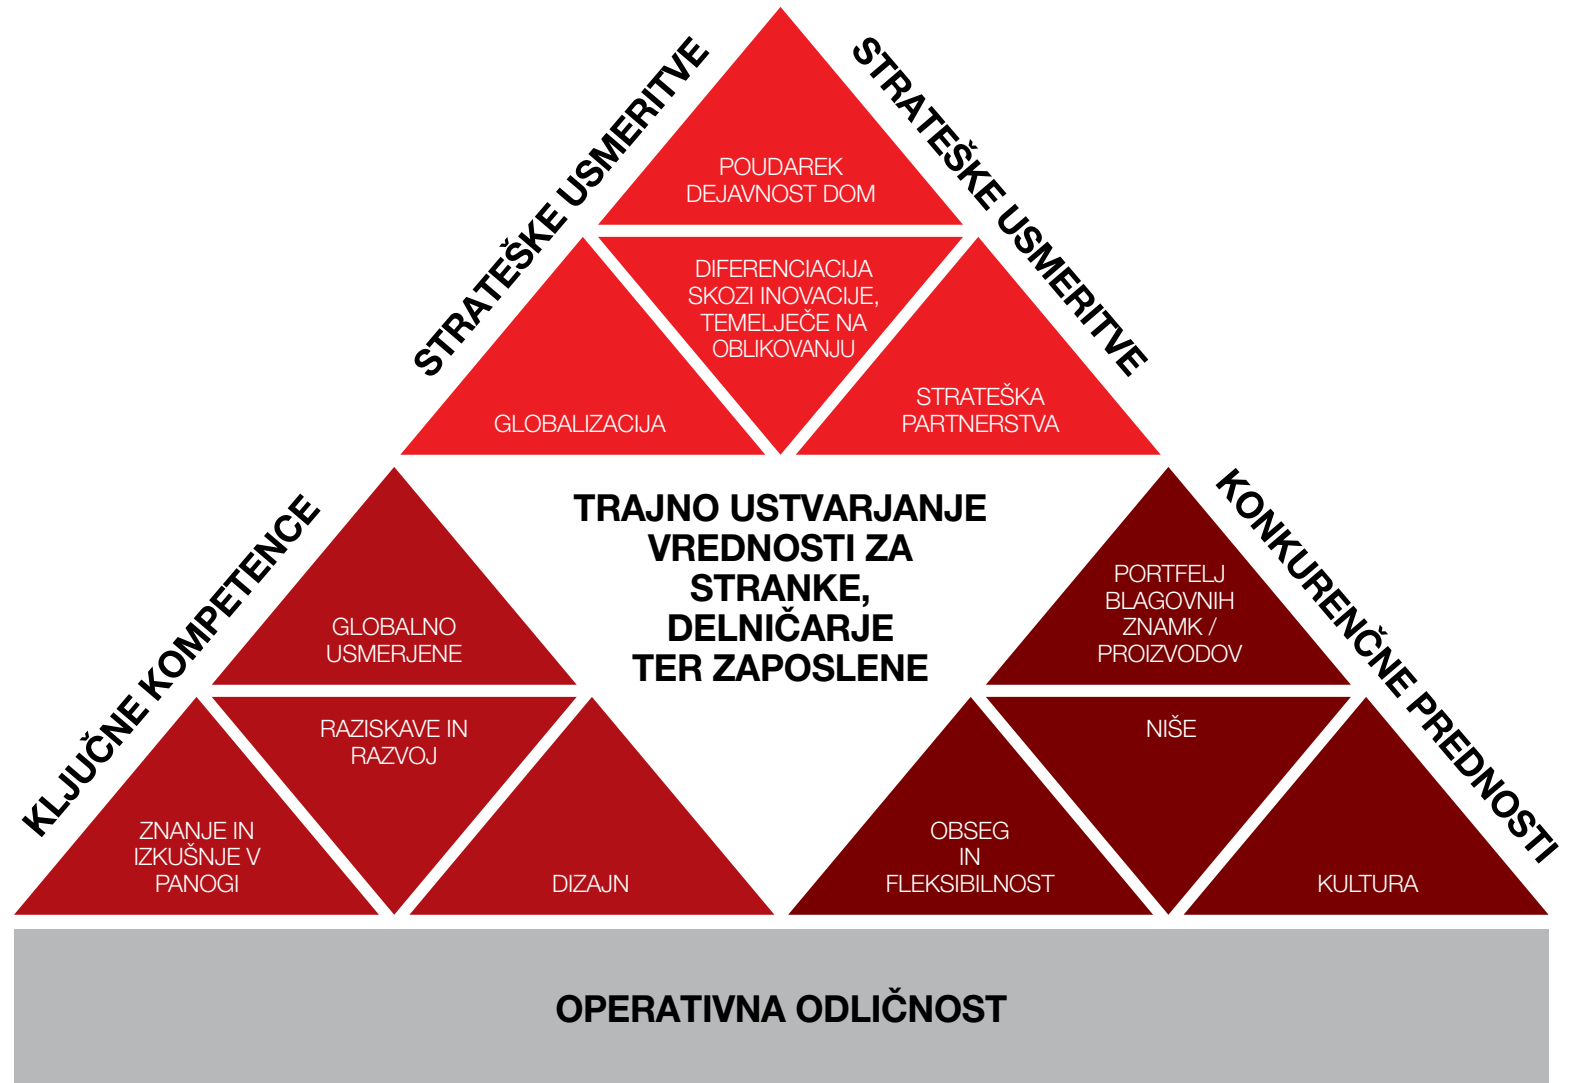 STRATEŠKE USMERITVE
STRATEŠKE USMERITVE
POUDAREK
DEJAVNOST DOM
DIFERENCIACIJA
SKOZI INOVACIJE,
TEMELJEČE NA
OBLIKOVANJU
GLOBALIZACIJA
STRATEŠKA
PARTNERSTVA
TRAJNO USTVARJANJE
VREDNOSTI ZA
STRANKE,
DELNIČARJE
TER ZAPOSLENE
KLJUČNE KOMPETENCE
GLOBALNO
USMERJENE
RAZISKAVE IN
RAZVOJ
ZNANJE IN
IZKUŠNJE V
PANOGI
DIZAJN
KONKURENČNE PREDNOSTI
PORTFELJ
BLAGOVNIH
ZNAMK /
PROIZVODOV
NIŠE
OBSEG
IN
FLEKSIBILNOST
KULTURA
OPERATIVNA ODLIČNOST